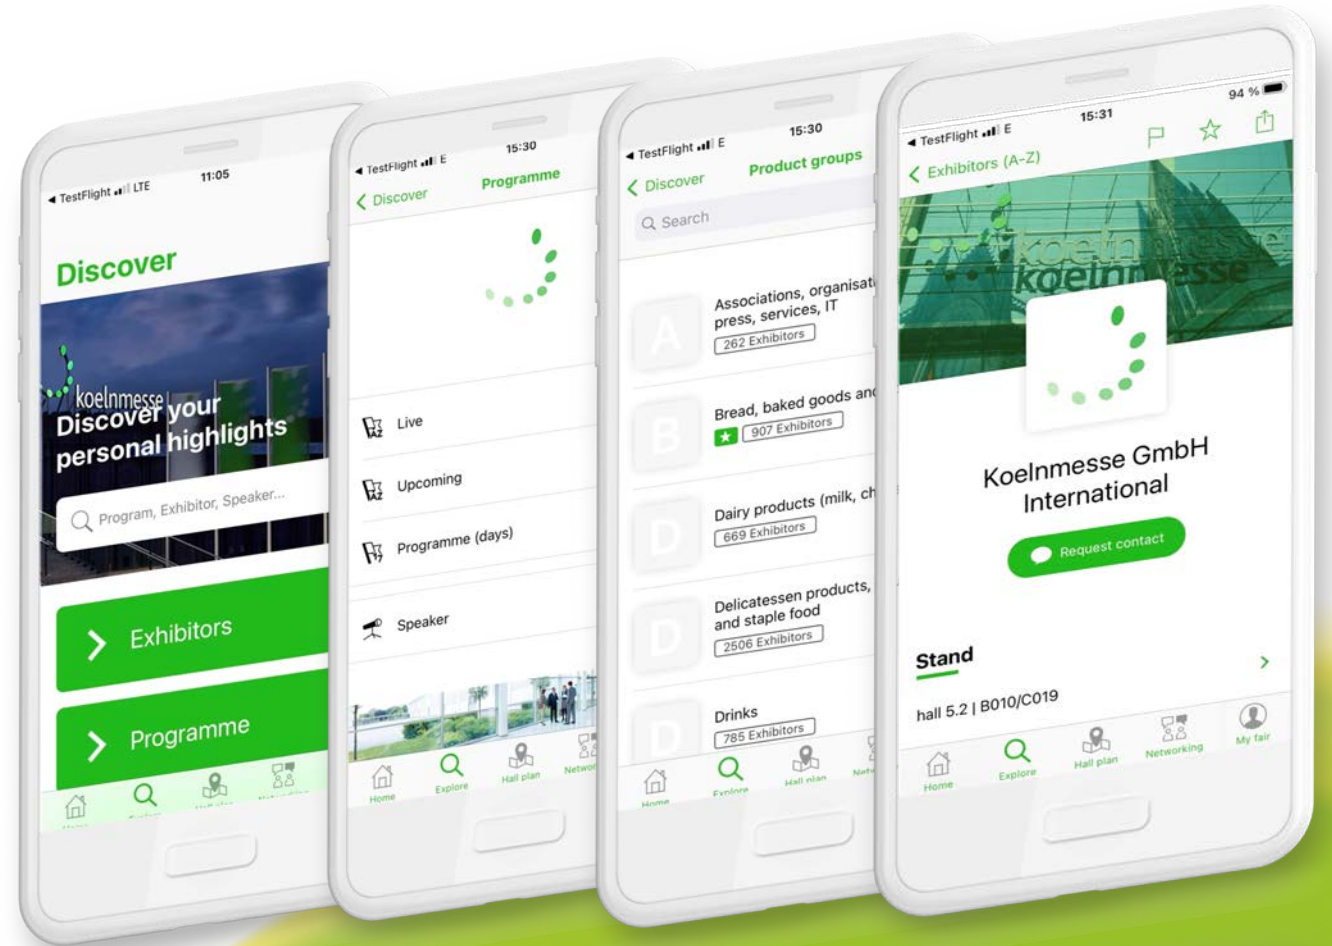 TestFlight LTE
11:05
Discover
koelnmesse
Discover your
personal highlights
Program, Exhibitor, Speaker...
Exhibitors
Programme
TestFlight E
15:30
Discover
Programme
Live
Upcoming
Programme (days)
Speaker
Home
Explore
Hall plan
TestFlight E
15:30
Discover
Product groups
Search
A
Associations, organisati
press, services, IT
262 Exhibitors
B
Bread, baked goods and
907 Exhibitors
D
Dairy products (milk, ch
669 Exhibitors
D
Delicatessen products,
and staple food
2506 Exhibitors
D
Drinks
785 Exhibitors
Home
Explore
Hall plan
TestFlight E
15:31
94 %
Exhibitors (A-Z)
koelnmesse
koelnmesse
Koelnmesse GmbH
International
Request contact
Stand
hall 5.2 | B010/C019
Home
Explore
Hall plan
Networking
My fair